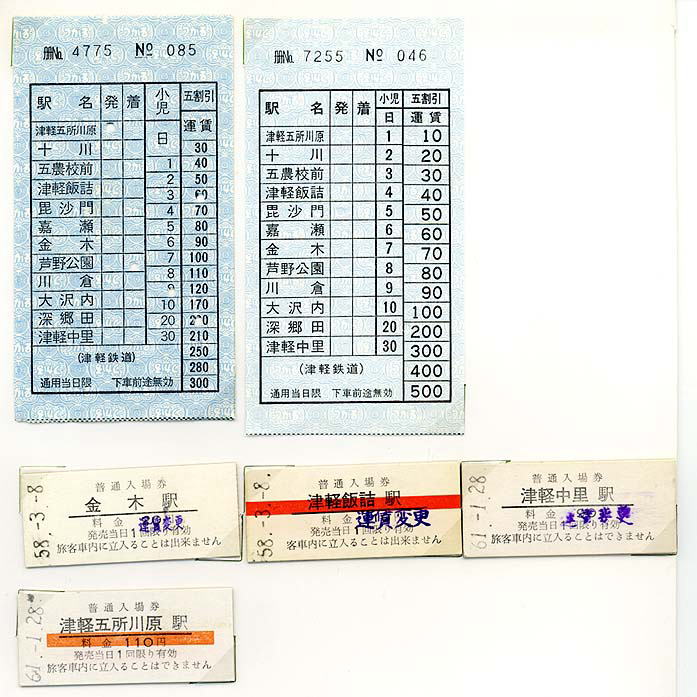 冊No. 4775 No 085
駅名 発 着 小児 五割引
日 運賃
津軽五所川原 30
十川 1 40
五農校前 2 50
津軽飯詰 3
毘沙門 4 70
嘉瀬 5 80
金木 6 90
芦野公園 7 100
川倉 8 110
大沢内 120
深郷田 10 170
津軽中里 20
30 210
250
280
300
(津軽鉄道)
通用当日限 下車前途無効
冊No. 7255 No 046
駅名 発 着 小児 五割引
日 運賃
津軽五所川原 1 10
十川 2 20
五農校前 3 30
津軽飯詰 4 40
毘沙門 5 50
嘉瀬 6 60
金木 7 70
芦野公園 8 80
川倉 9 90
大沢内 10 100
深郷田 20 200
津軽中里 30 300
400
500
(津軽鉄道)
通用当日限 下車前途無効
58.-3.-8
普通入場券
金木駅
料金
運賃変更
発売当日1回限り有効
旅客車内に立入ることは出来ません
58.-3.-8.
普通入場券
津軽飯詰 駅
運賃変更
発売当日1回限り有効
客車内に立入ることは出来ません
61.-1.28
普通入場券
津軽中里 駅
料金
変更
発売当日1回限り有効
旅客車内に立入ることはできません
61.-1.28
普通入場券
津軽五所川原 駅
料金 110円
発売当日1回限り有効
旅客車内に立入ることはできません